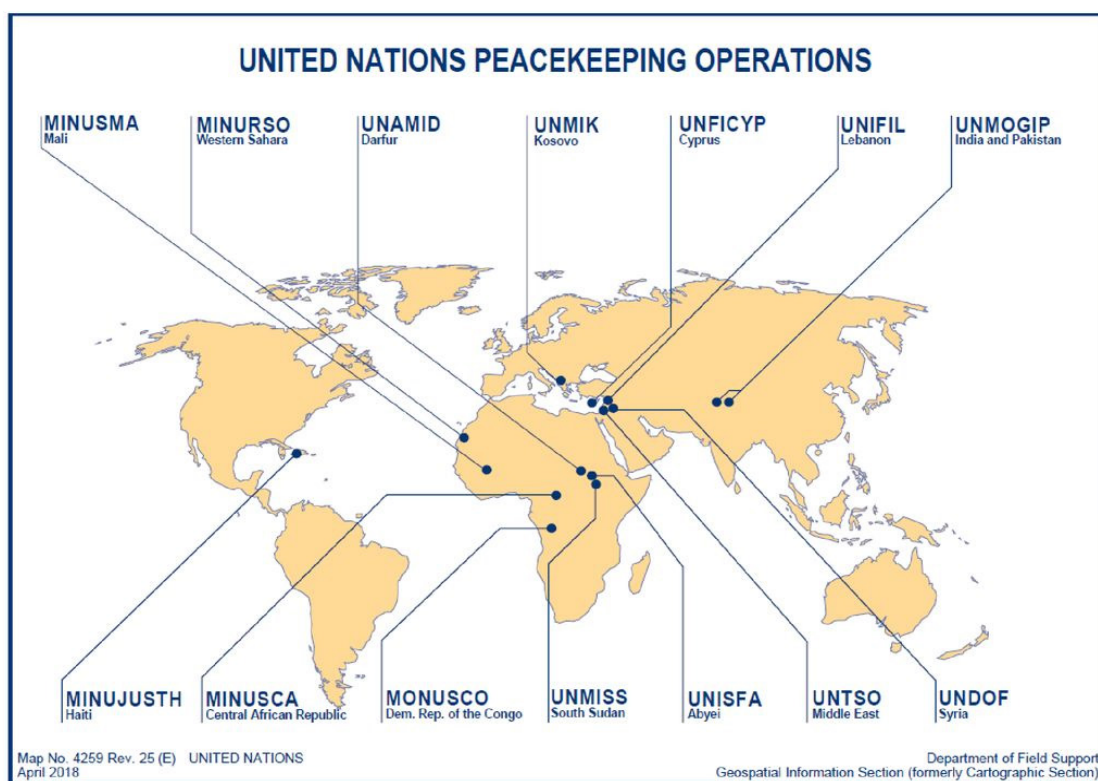 UNITED NATIONS PEACEKEEPING OPERATIONS
MINUSMA
Mali
MINURSO
Western Sahara
UNAMID
Darfur
UNMIK
Kosovo
UNFICYP
Cyprus
UNIFIL
Lebanon
UNMOGIP
India and Pakistan
MINUJUSTH
Haiti
MINUSCA
Central African Republic
MONUSCO
Dem. Rep. of the Congo
UNMISS
South Sudan
UNISFA
Abyei
UNTSO
Middle East
UNDOF
Syria
Map No. 4259 Rev. 25 (E) UNITED NATIONS
April 2018
Department of Field Support
Geospatial Information Section (formerly Cartographic Section)